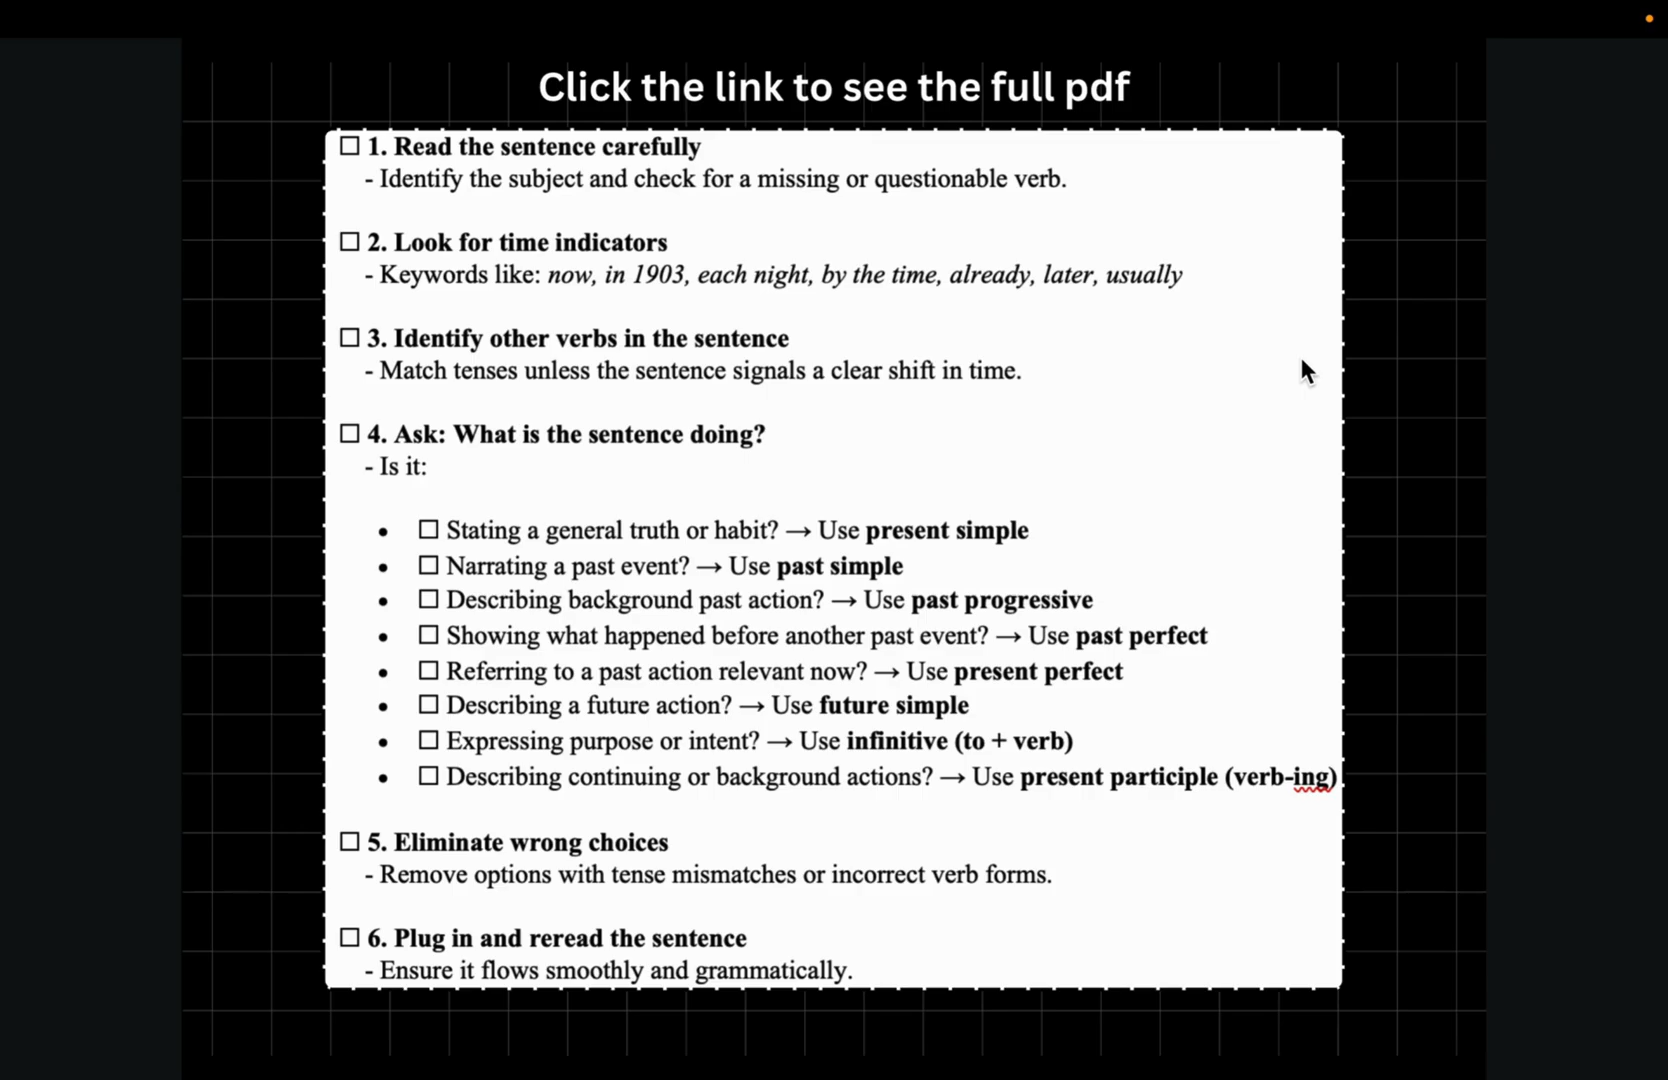 Click the link to see the full pdf
☐ 1. Read the sentence carefully
- Identify the subject and check for a missing or questionable verb.
☐ 2. Look for time indicators
- Keywords like: now, in 1903, each night, by the time, already, later, usually
☐ 3. Identify other verbs in the sentence
- Match tenses unless the sentence signals a clear shift in time.
☐ 4. Ask: What is the sentence doing?
- Is it:
• ☐ Stating a general truth or habit? → Use present simple
• ☐ Narrating a past event? → Use past simple
• ☐ Describing background past action? → Use past progressive
• ☐ Showing what happened before another past event? → Use past perfect
• ☐ Referring to a past action relevant now? → Use present perfect
• ☐ Describing a future action? → Use future simple
• ☐ Expressing purpose or intent? → Use infinitive (to + verb)
• ☐ Describing continuing or background actions? → Use present participle (verb-ing)
☐ 5. Eliminate wrong choices
- Remove options with tense mismatches or incorrect verb forms.
☐ 6. Plug in and reread the sentence
- Ensure it flows smoothly and grammatically.